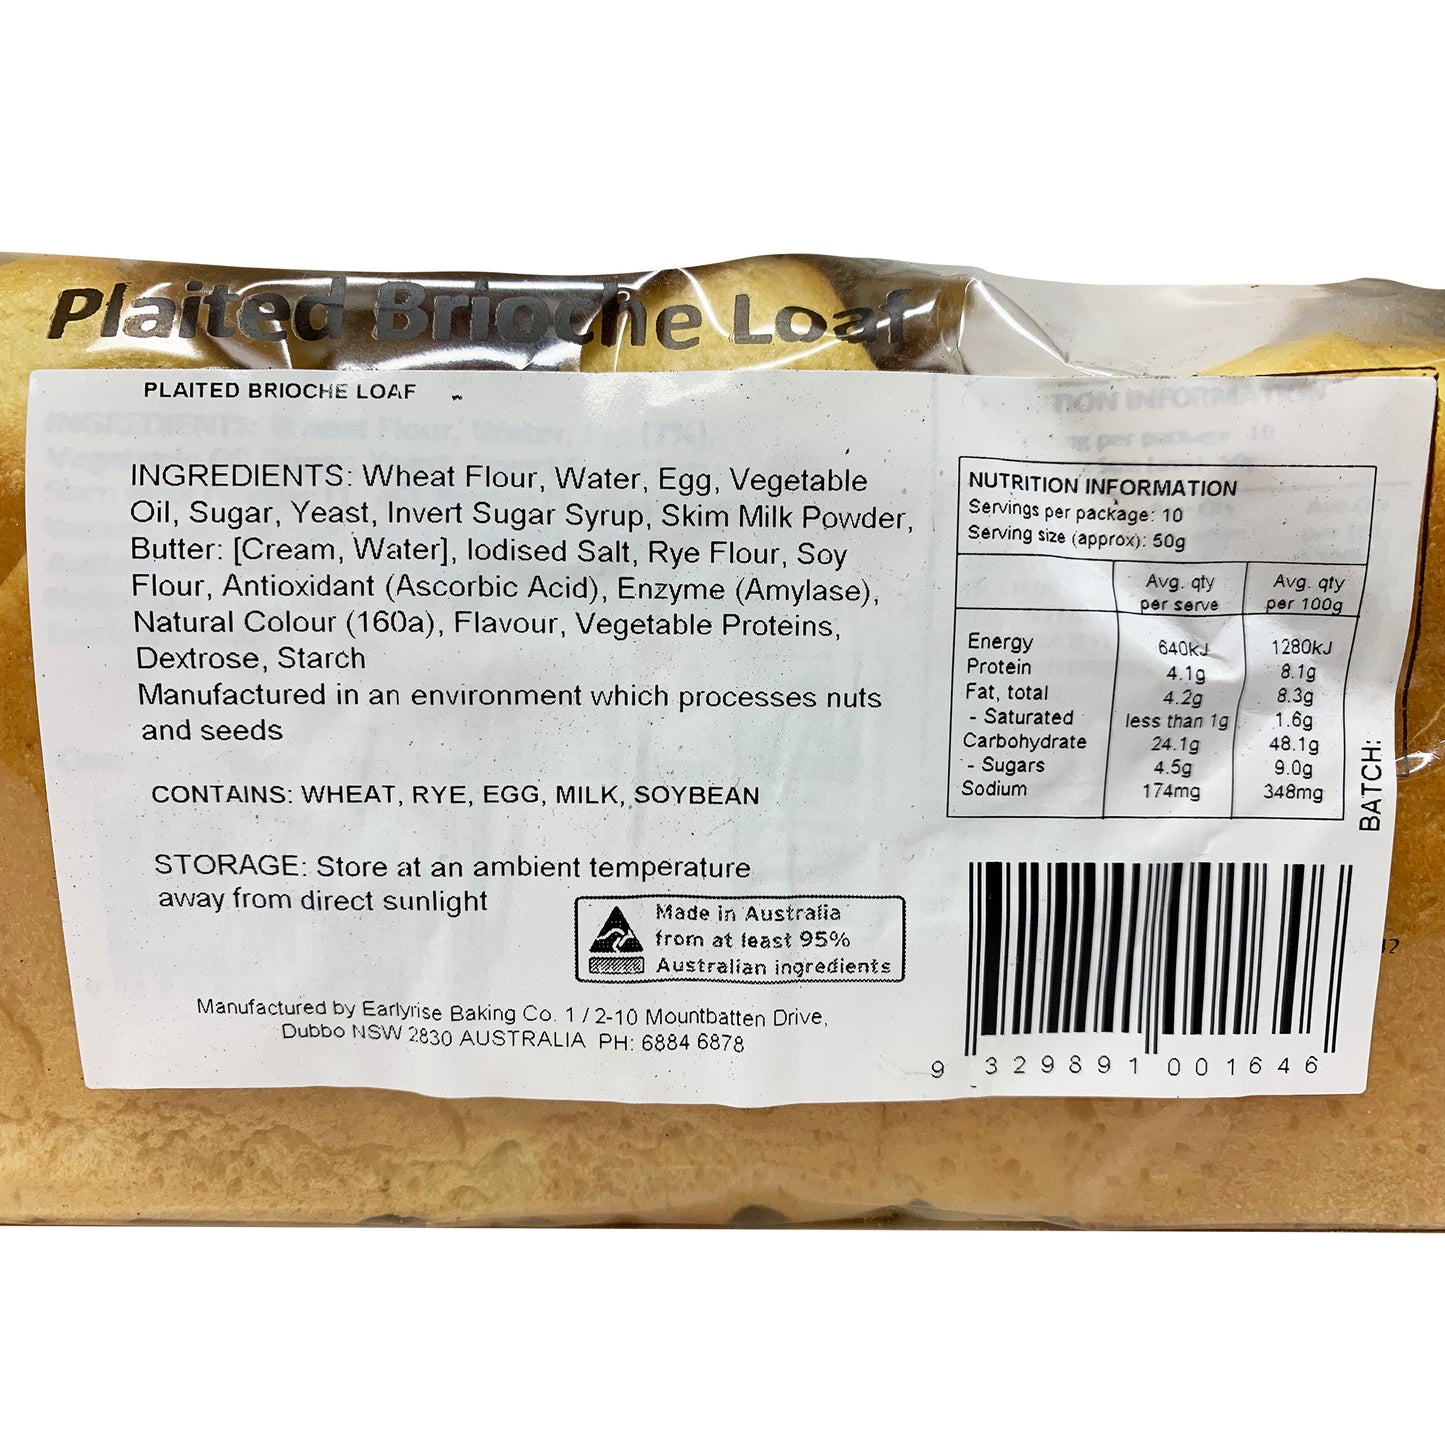 Plaited Brioche Loaf
PLAITED BRIOCHE LOAF
INGREDIENTS: Wheat Flour, Water, Egg, Vegetable
Oil, Sugar, Yeast, Invert Sugar Syrup, Skim Milk Powder,
Butter: [Cream, Water], Iodised Salt, Rye Flour, Soy
Flour, Antioxidant (Ascorbic Acid), Enzyme (Amylase),
Natural Colour (160a), Flavour, Vegetable Proteins,
Dextrose, Starch
Manufactured in an environment which processes nuts
and seeds
CONTAINS: WHEAT, RYE, EGG, MILK, SOYBEAN
STORAGE: Store at an ambient temperature
away from direct sunlight
Made in Australia
from at least 95%
Australian ingredients
Manufactured by Earlyrise Baking Co. 1 / 2-10 Mountbatten Drive,
Dubbo NSW 2830 AUSTRALIA PH: 6884 6878
NUTRITION INFORMATION
Servings per package: 10
Serving size (approx): 50g
Avg. qty Avg. qty
per serve per 100g
Energy 640kJ 1280kJ
Protein 4.1g 8.1g
Fat, total 4.2g 8.3g
- Saturated less than 1g 1.6g
Carbohydrate 24.1g 48.1g
- Sugars 4.5g 9.0g
Sodium 174mg 348mg
BATCH:
9 329891 001646